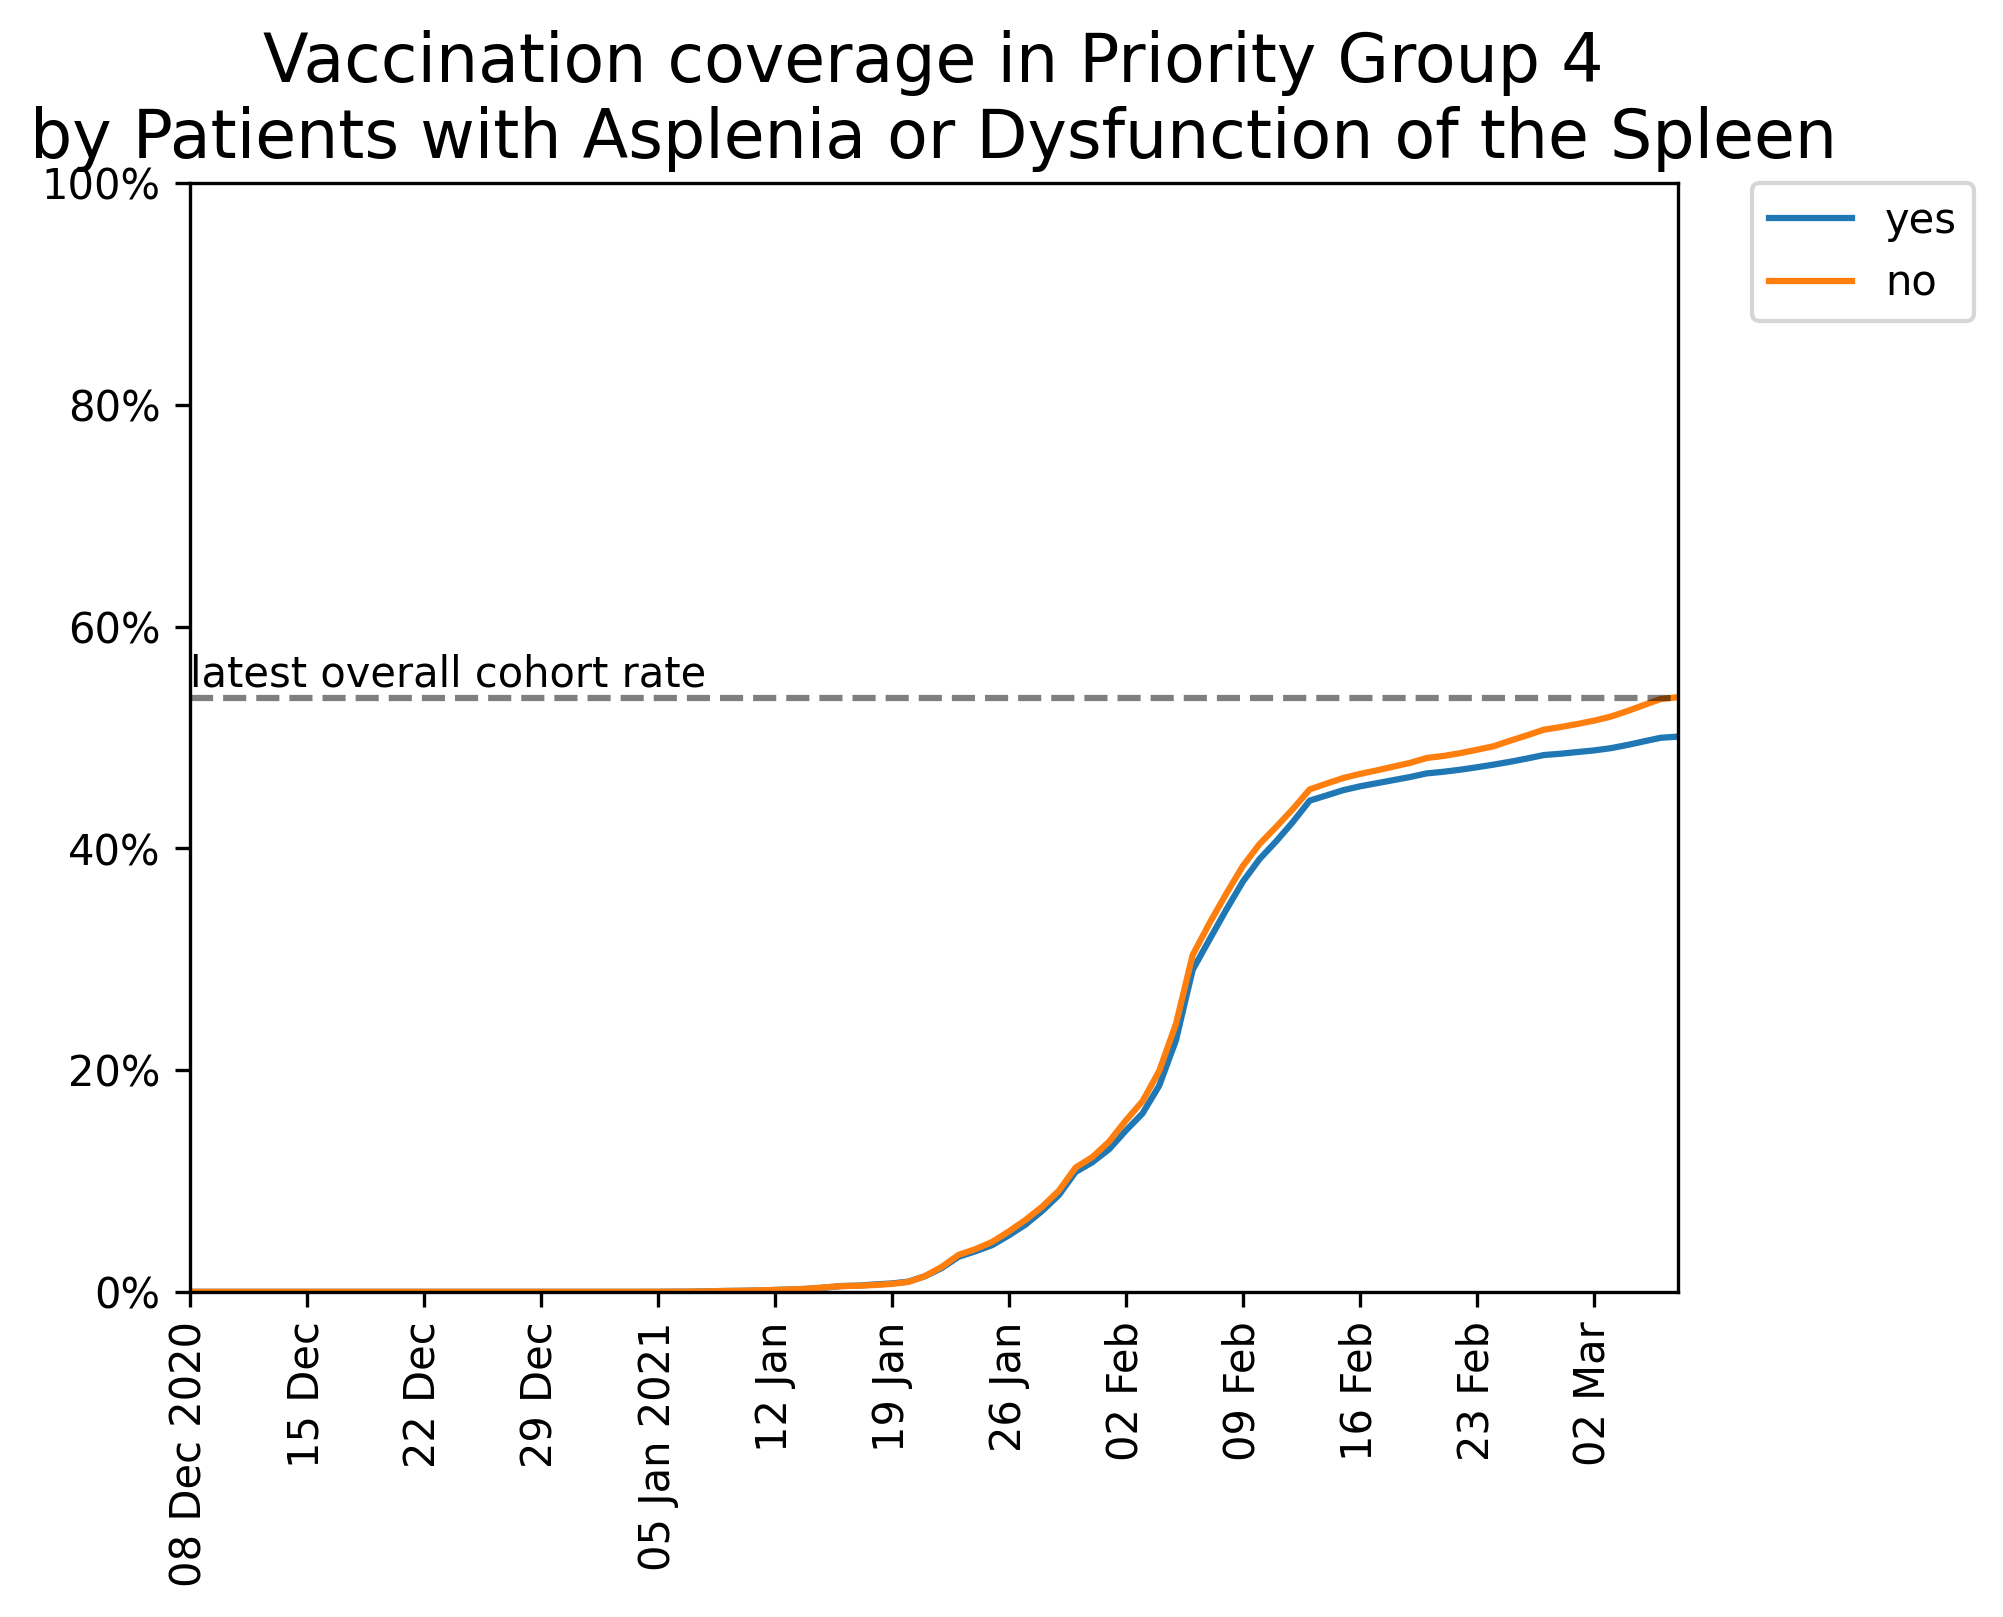 Vaccination coverage in Priority Group 4
by Patients with Asplenia or Dysfunction of the Spleen
100%
80%
60%
40%
20%
0%
latest overall cohort rate
yes
no
08 Dec 2020
15 Dec
22 Dec
29 Dec
05 Jan 2021
12 Jan
19 Jan
26 Jan
02 Feb
09 Feb
16 Feb
23 Feb
02 Mar